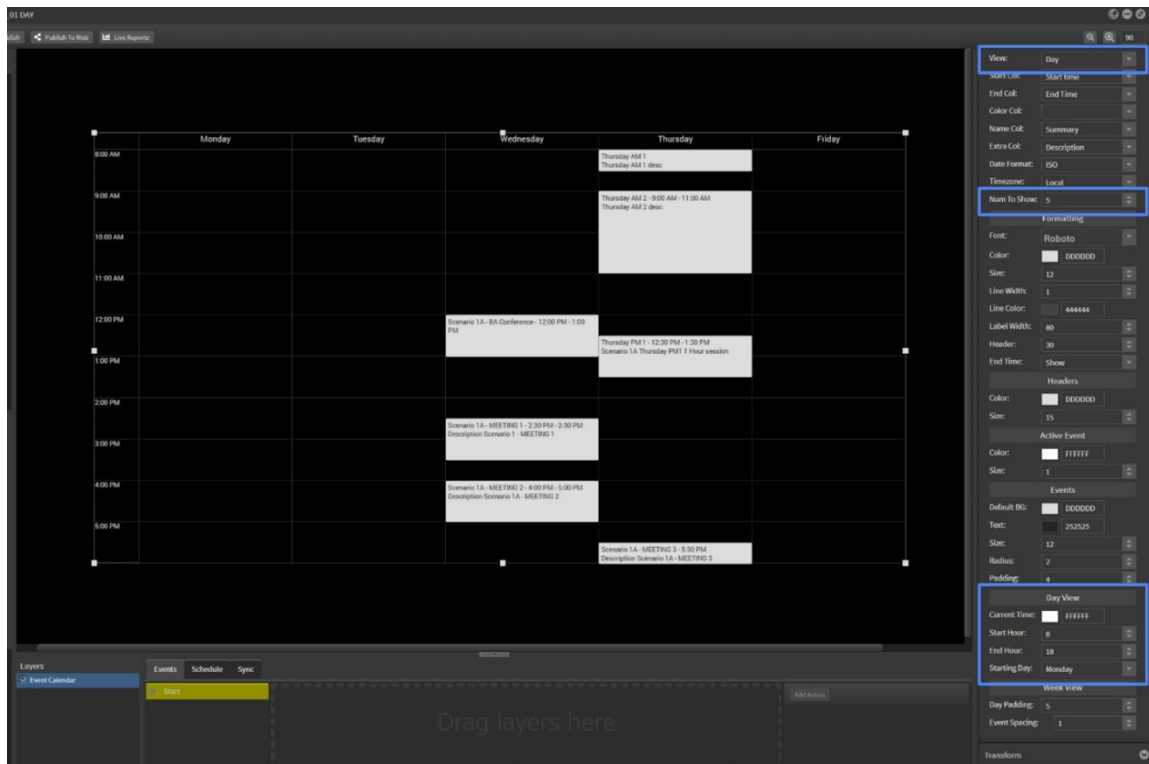 _01 DAY
Publish To Web
Live Reports
90
Monday
Tuesday
Wednesday
Thursday
Friday
8:00 AM
Thursday AM 1
Thursday AM 1 desc
9:00 AM
Thursday AM 2 - 9:00 AM - 11:00 AM
Thursday AM 2 desc
10:00 AM
11:00 AM
12:00 PM
Scenario 1A - BA Conference - 12:00 PM - 1:00
PM
Thursday PM 1 - 12:30 PM - 1:30 PM
Scenario 1A Thursday PM1 1 Hour session
1:00 PM
2:00 PM
Scenario 1A - MEETING 1 - 2:30 PM - 3:30 PM
Description Scenario 1 - MEETING 1
3:00 PM
4:00 PM
Scenario 1A - MEETING 2 - 4:00 PM - 5:00 PM
Description Scenario 1A - MEETING 2
5:00 PM
Scenario 1A - MEETING 3 - 5:30 PM
Description Scenario 1A - MEETING 3
View: Day
Start Col: Start time
End Col: End Time
Color Col:
Name Col: Summary
Extra Col: Description
Date Format: ISO
Timezone: Local
Num To Show: 5
Formatting
Font: Roboto
Color: DDDDDD
Size: 12
Line Width: 1
Line Color: 444444
Label Width: 80
Header: 30
End Time: Show
Headers
Color: DDDDDD
Size: 15
Active Event
Color: FFFFFF
Size: 1
Events
Default BG: DDDDDD
Text: 252525
Size: 12
Radius: 2
Padding: 4
Day View
Current Time: FFFFFF
Start Hour: 8
End Hour: 18
Starting Day: Monday
Week View
Day Padding: 5
Event Spacing: 1
Transform
Layers
Event Calendar
Events
Schedule
Sync
Start
Drag layers here
Add Action